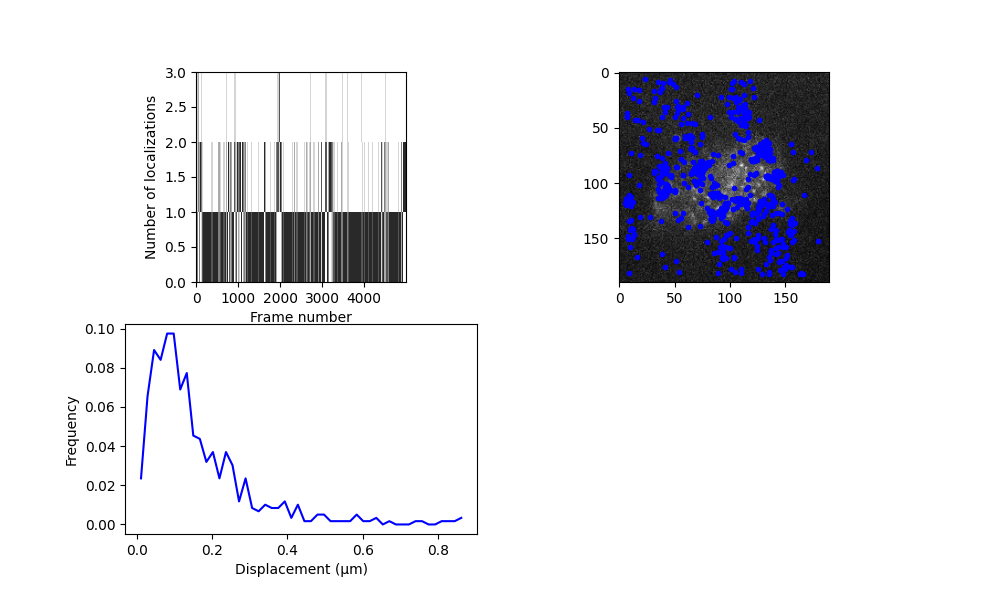 3.0
2.5
2.0
1.5
1.0
0.5
0.0
Number of localizations
0 1000 2000 3000 4000
Frame number
0
50
100
150
0 50 100 150
0.10
0.08
0.06
0.04
0.02
0.00
Frequency
0.0 0.2 0.4 0.6 0.8
Displacement (μm)